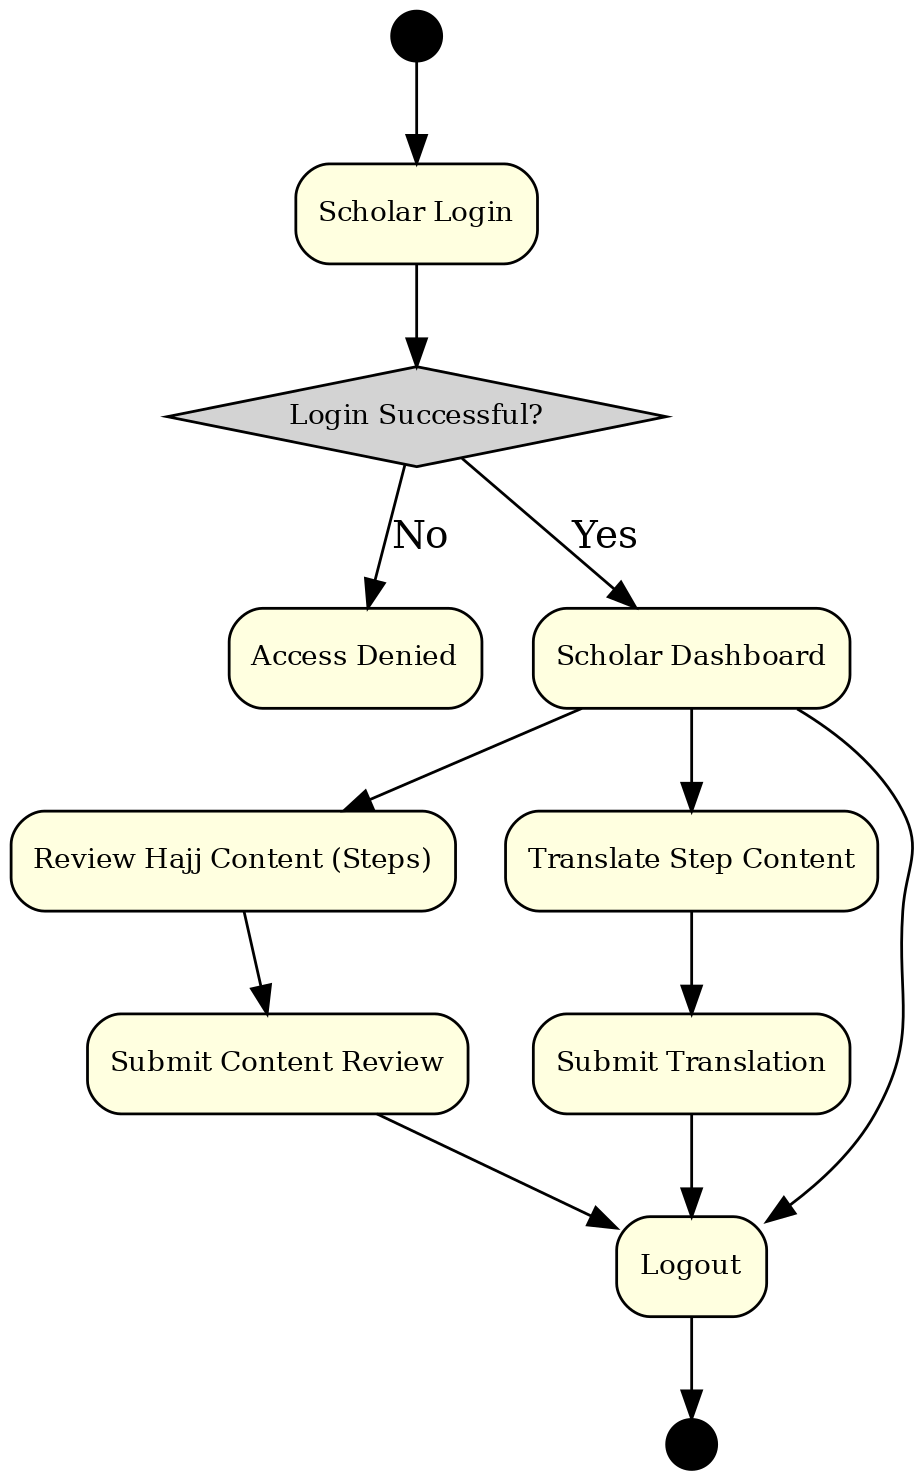 Scholar Login
Login Successful?
No
Yes
Access Denied
Scholar Dashboard
Review Hajj Content (Steps)
Translate Step Content
Submit Content Review
Submit Translation
Logout